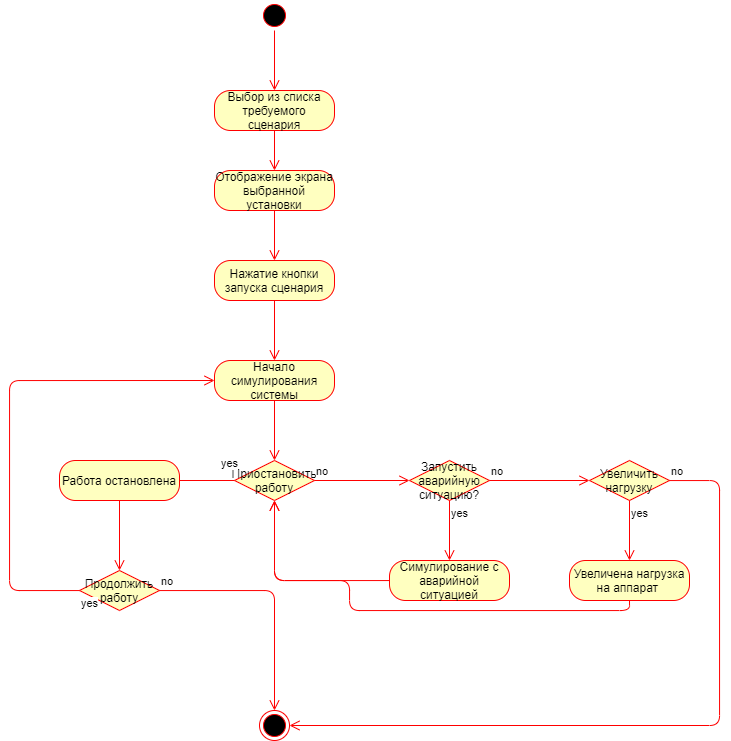 Выбор из списка
требуемого
сценария
Отображение экрана
выбранной
установки
Нажатие кнопки
запуска сценария
Начало
симулирования
системы
yes
Приостановить
работу
no
Запустить
аварийную
ситуацию?
no
Увеличить
нагрузку
no
Работа остановлена
yes
yes
Симулирование с
аварийной
ситуацией
Увеличена нагрузка
на аппарат
Продолжить
работу
no
yes